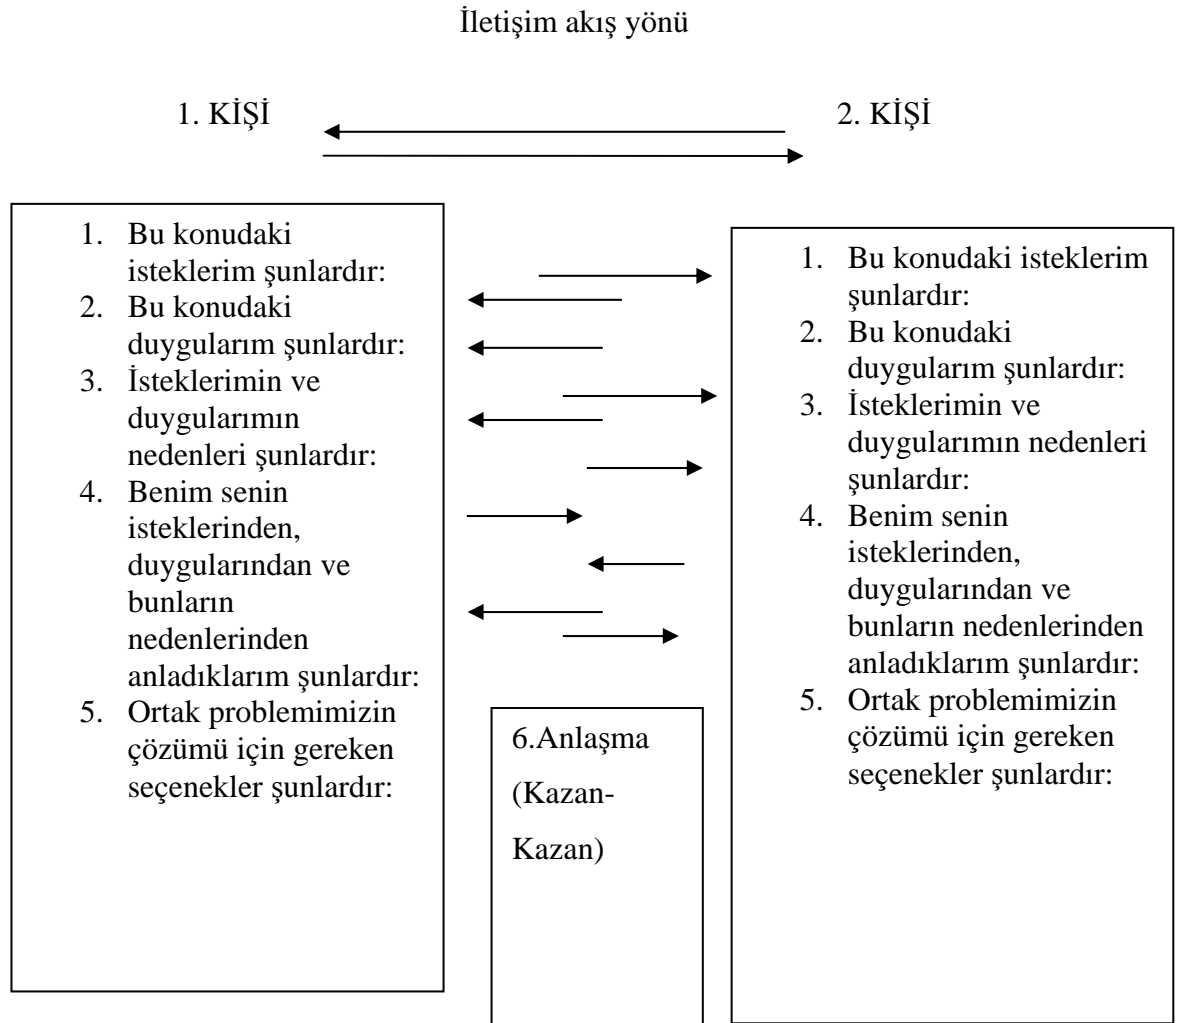 İletişim akış yönü
1. KİŞİ
2. KİŞİ
1. Bu konudaki
isteklerim şunlardır:
2. Bu konudaki
duygularım şunlardır:
3. İsteklerimin ve
duygularımın
nedenleri şunlardır:
4. Benim senin
isteklerinden,
duygularından ve
bunların
nedenlerinden
anladıklarım şunlardır:
5. Ortak problemimizin
çözümü için gereken
seçenekler şunlardır:
6.Anlaşma
(Kazan-
Kazan)
1. Bu konudaki isteklerim
şunlardır:
2. Bu konudaki
duygularım şunlardır:
3. İsteklerimin ve
duygularımın nedenleri
şunlardır:
4. Benim senin
isteklerinden,
duygularından ve
bunların nedenlerinden
anladıklarım şunlardır:
5. Ortak problemimizin
çözümü için gereken
seçenekler şunlardır: